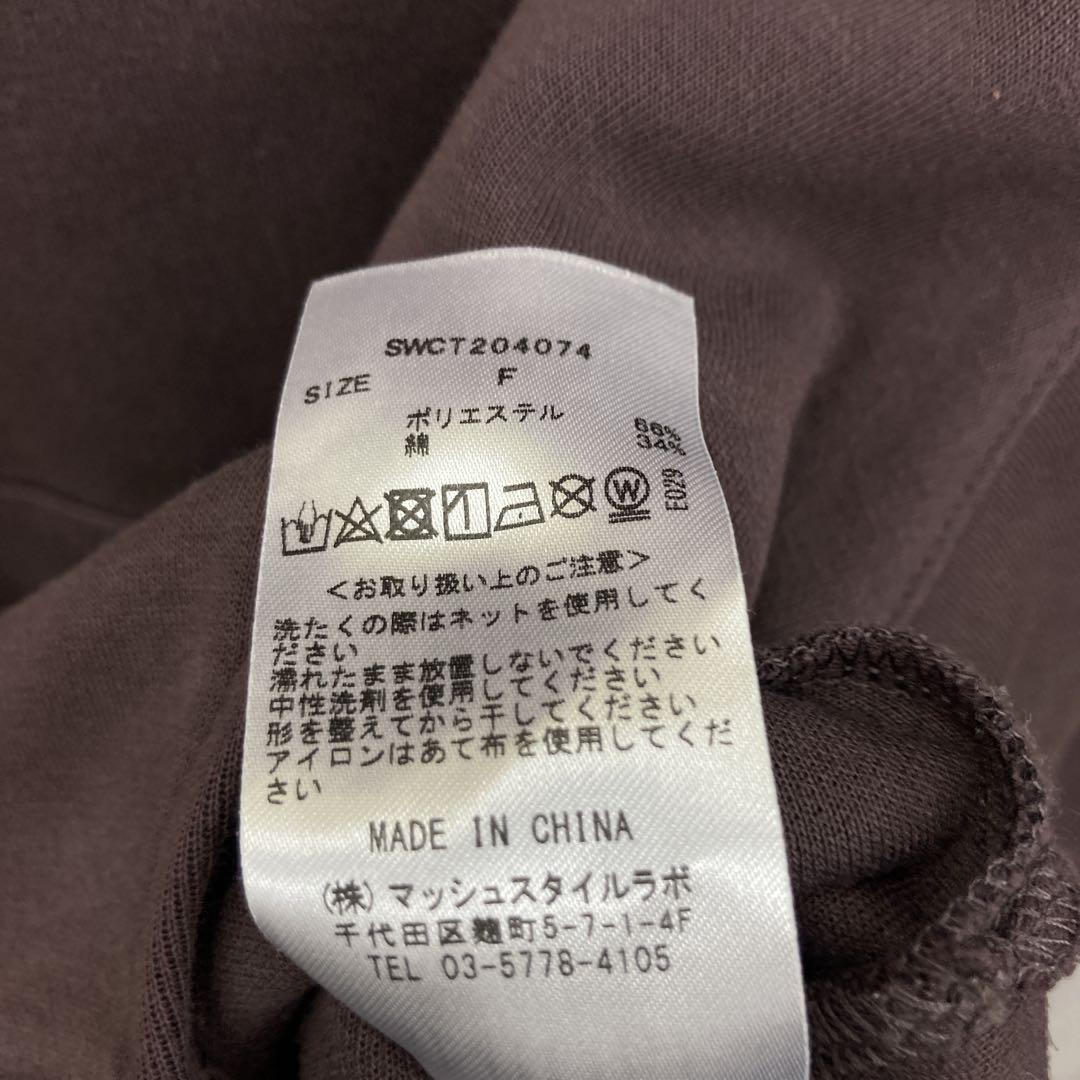 SWCT204074
SIZE F
ポリエステル 66%
綿 34%
W
E029
<お取り扱い上のご注意>
洗たくの際はネットを使用してく
ださい
濡れたまま放置しないでください
中性洗剤を使用してください
形を整えてから干してください
アイロンはあて布を使用してくだ
さい
MADE IN CHINA
(株)マッシュスタイルラボ
千代田区麹町5-7-1-4F
TEL 03-5778-4105